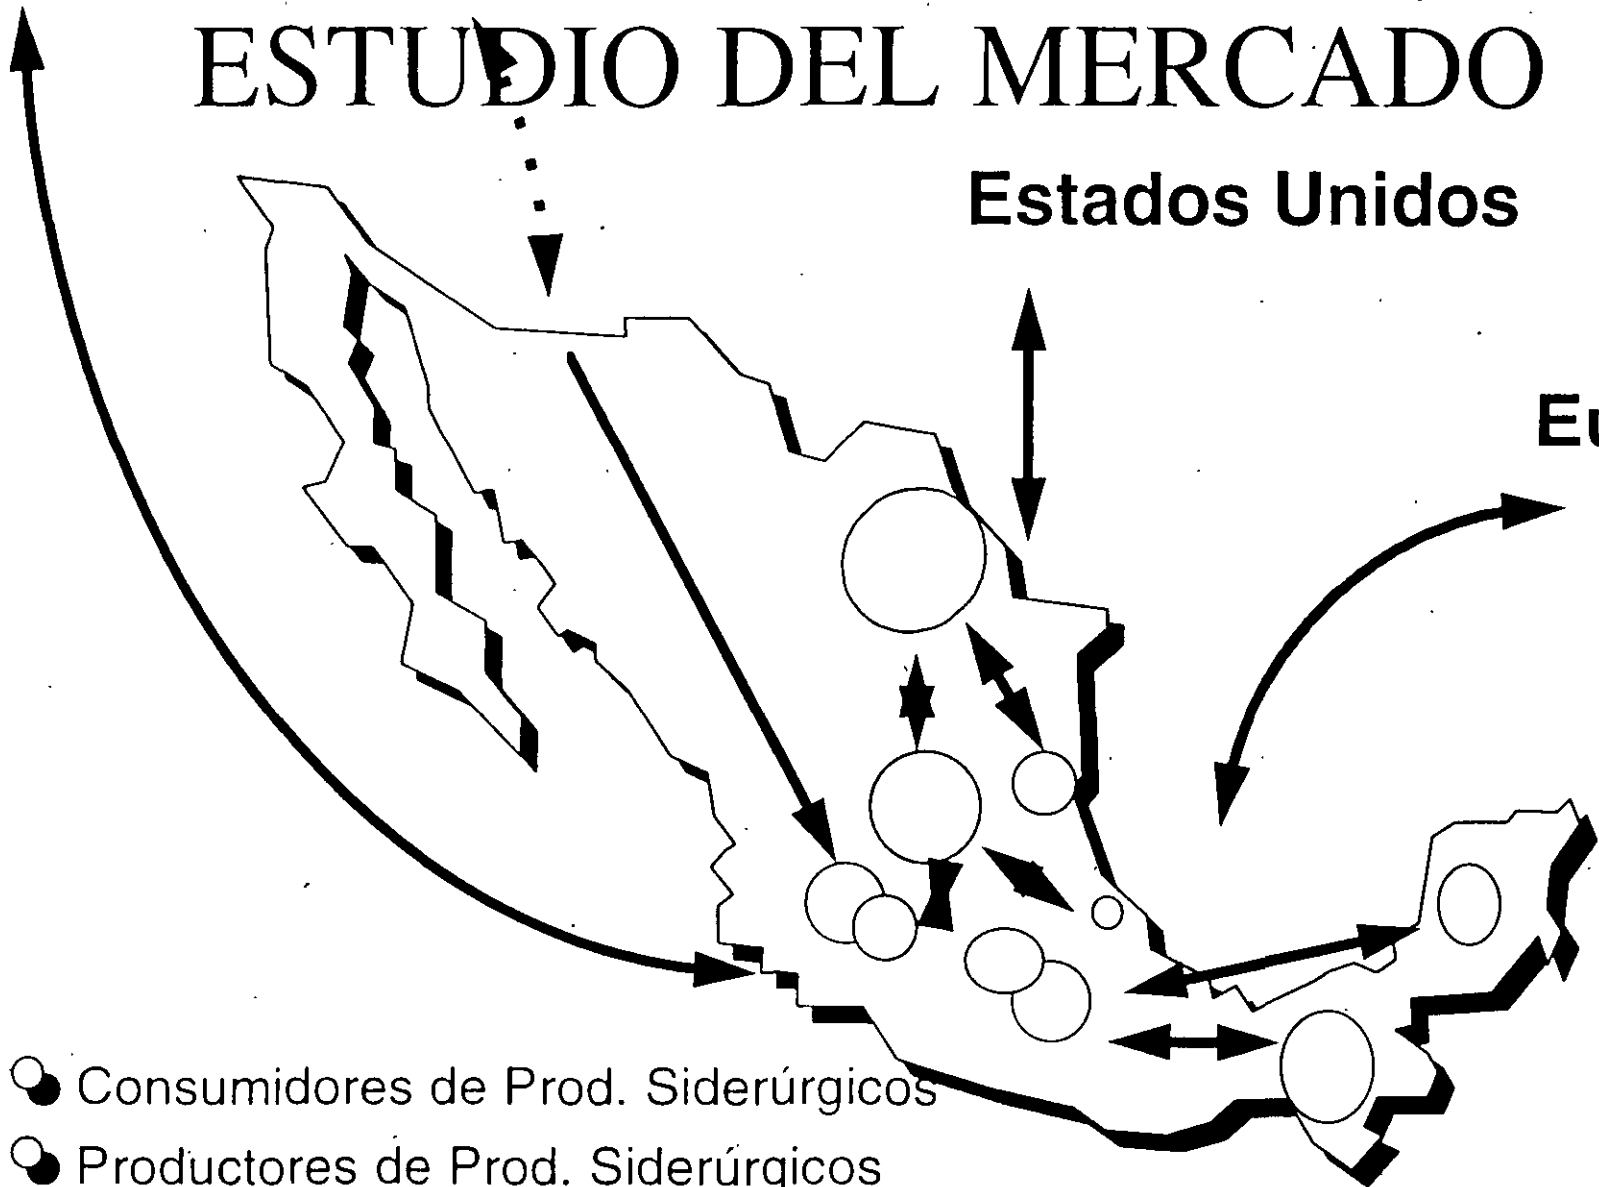 ESTUDIO DEL MERCADO
Estados Unidos
Consumidores de Prod. Siderúrgicos
Productores de Prod. Siderúrgicos